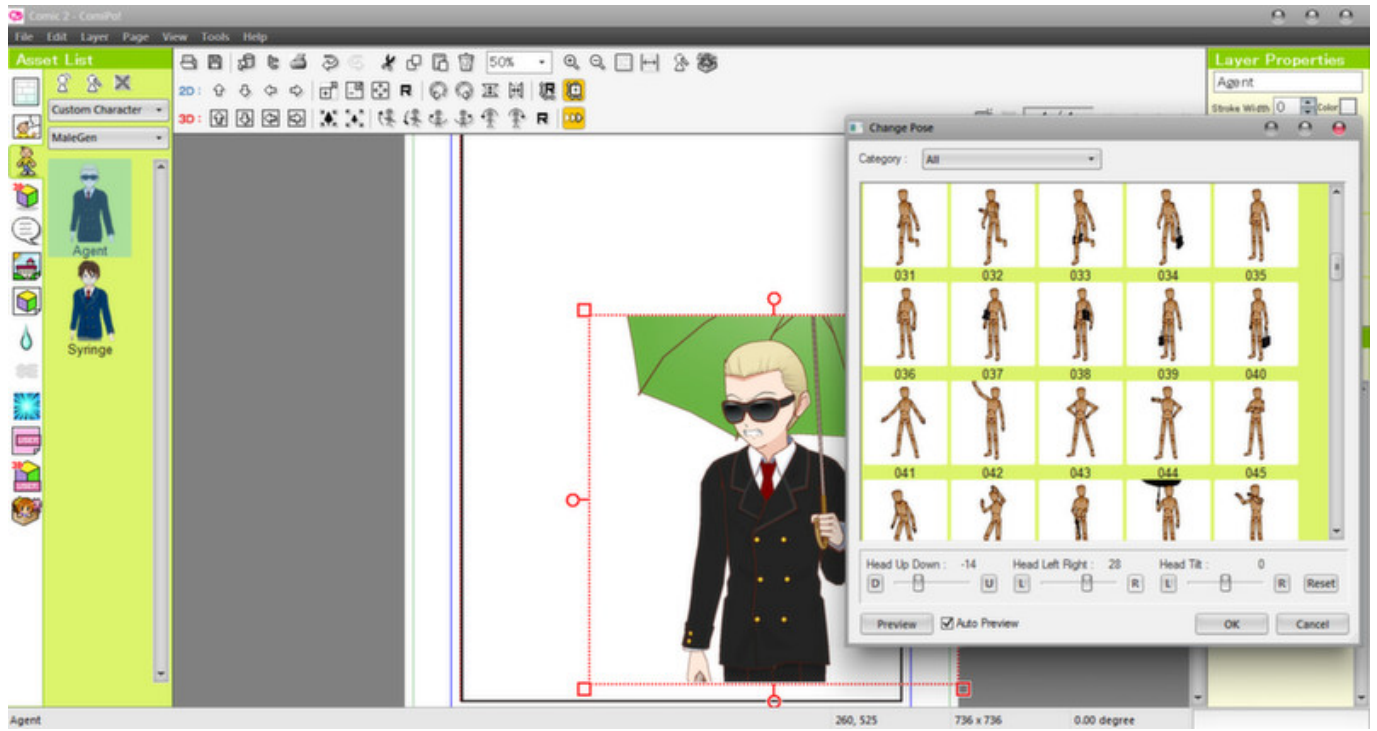 Comic 2 - ComiPo!
File Edit Layer Page View Tools Help
Asset List
Custom Character
MaleGen
Agent
Syringe
50%
2D:
3D:
Layer Properties
Agent
Stroke Width 0 Color
Change Pose
Category : All
031 032 033 034 035
036 037 038 039 040
041 042 043 044 045
Head Up Down : -14 Head Left Right : 28 Head Tilt : 0
D U L R L R Reset
Preview Auto Preview OK Cancel
Agent 260, 525 736 x 736 0.00 degree